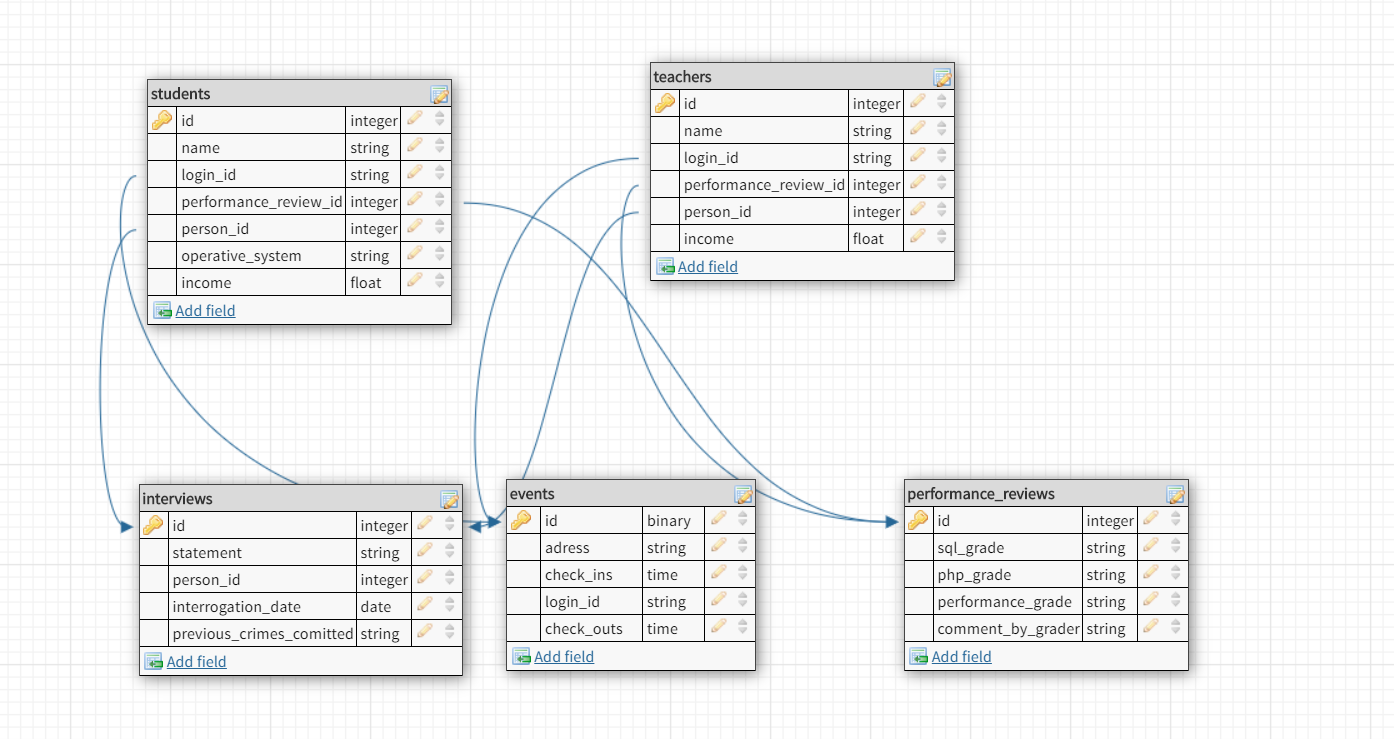 students
id integer
name string
login_id string
performance_review_id integer
person_id integer
operative_system string
income float
Add field
teachers
id integer
name string
login_id string
performance_review_id integer
person_id integer
income float
Add field
interviews
id integer
statement string
person_id integer
interrogation_date date
previous_crimes_comitted string
Add field
events
id binary
adress string
check_ins time
login_id string
check_outs time
Add field
performance_reviews
id integer
sql_grade string
php_grade string
performance_grade string
comment_by_grader string
Add field